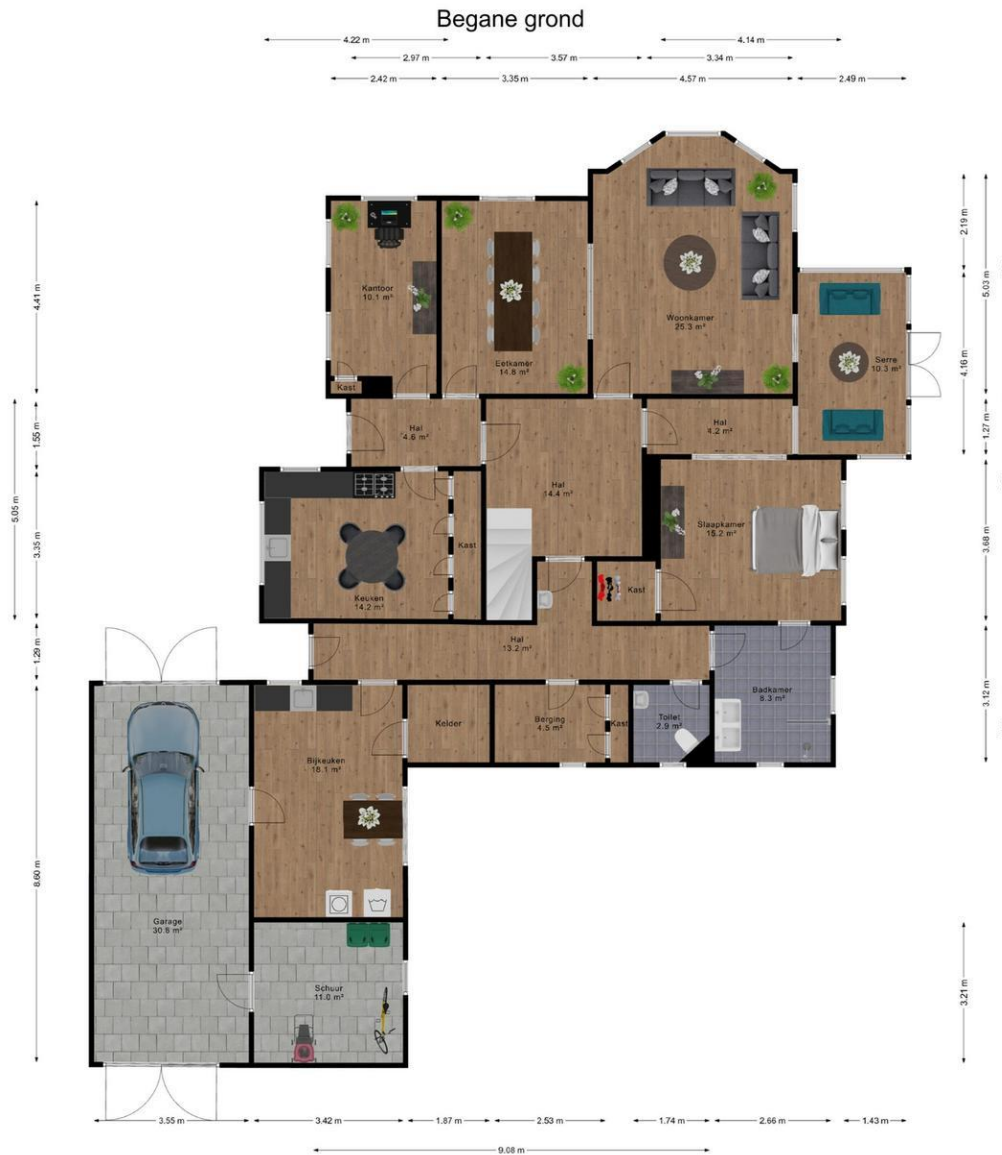 Begane grond
4.22 m
4.14 m
2.97 m
3.57 m
3.34 m
2.42 m
3.35 m
4.57 m
2.49 m
4.41 m
2.19 m
5.03 m
4.16 m
Kantoor
10.1 m²
Kast
Eetkamer
14.8 m²
Woonkamer
25.3 m²
Serre
10.3 m²
1.55 m
5.05 m
1.27 m
Hal
4.6 m²
Hal
4.2 m²
Hal
14.4 m²
3.35 m
3.68 m
Keuken
14.2 m²
Kast
Slaapkamer
15.2 m²
Kast
1.29 m
Hal
13.2 m²
3.12 m
Badkamer
8.3 m²
Toilet
2.9 m²
Kelder
Berging
4.5 m²
Kast
Bijkeuken
18.1 m²
8.60 m
Garage
30.8 m²
Schuur
11.0 m²
3.21 m
3.55 m
3.42 m
1.87 m
2.53 m
1.74 m
2.66 m
1.43 m
9.08 m